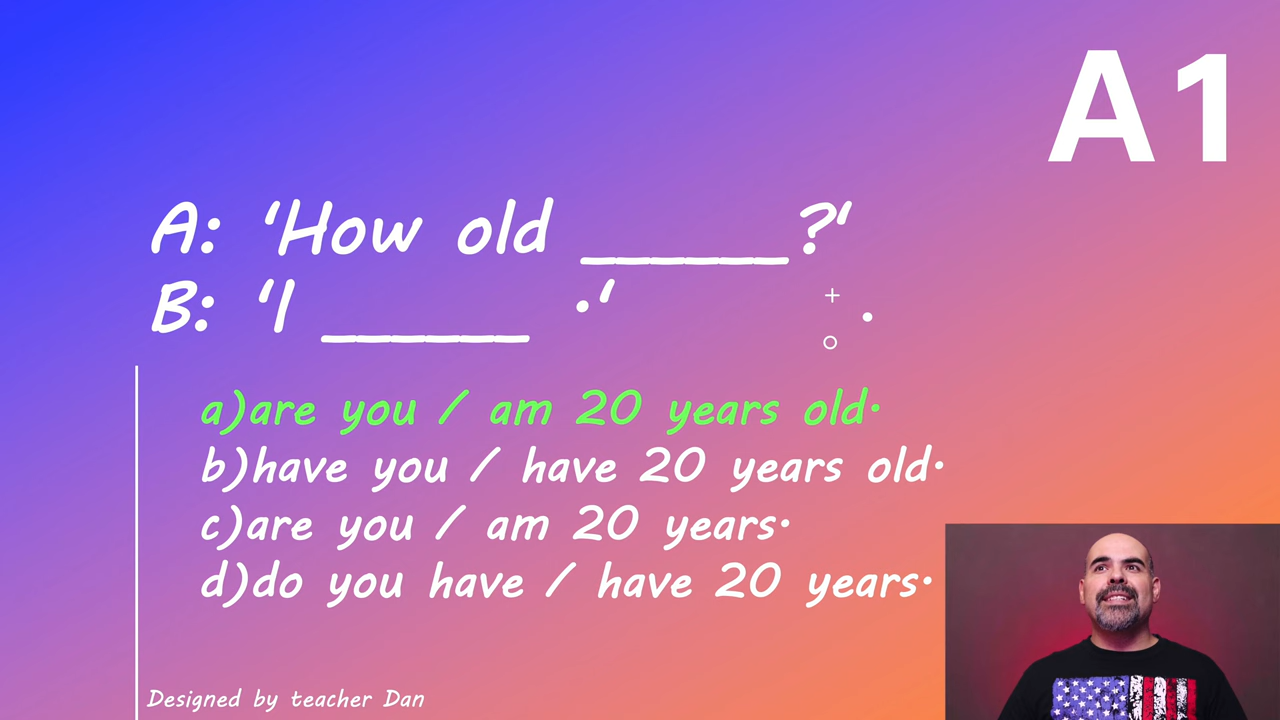 A1
A: 'How old ______?'
B: 'I ______ .'
a)are you / am 20 years old.
b)have you / have 20 years old.
c)are you / am 20 years.
d)do you have / have 20 years.
Designed by teacher Dan